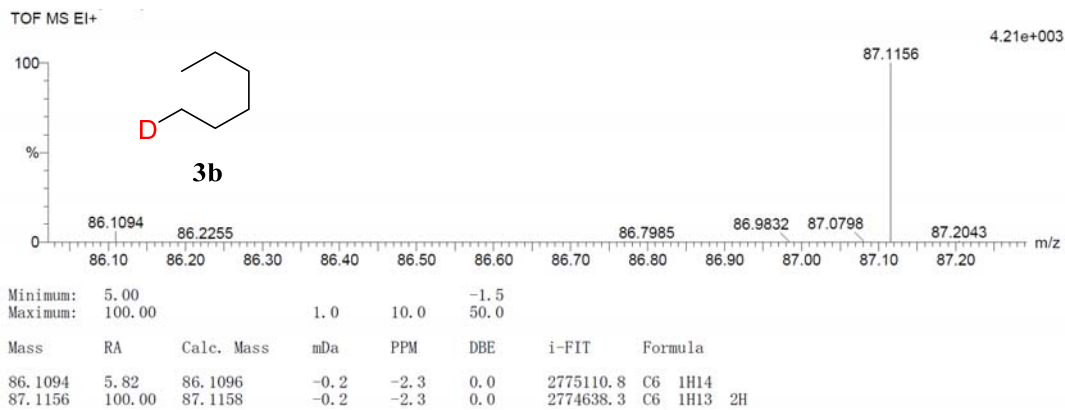 TOF MS EI+
4.21e+003
100
87.1156
D
%
3b
86.1094
86.2255
86.7985
86.9832
87.0798
87.2043
0
m/z
86.10 86.20 86.30 86.40 86.50 86.60 86.70 86.80 86.90 87.00 87.10 87.20
Minimum: 5.00 -1.5
Maximum: 100.00 1.0 10.0 50.0
Mass RA Calc. Mass mDa PPM DBE i-FIT Formula
86.1094 5.82 86.1096 -0.2 -2.3 0.0 2775110.8 C6 1H14
87.1156 100.00 87.1158 -0.2 -2.3 0.0 2774638.3 C6 1H13 2H